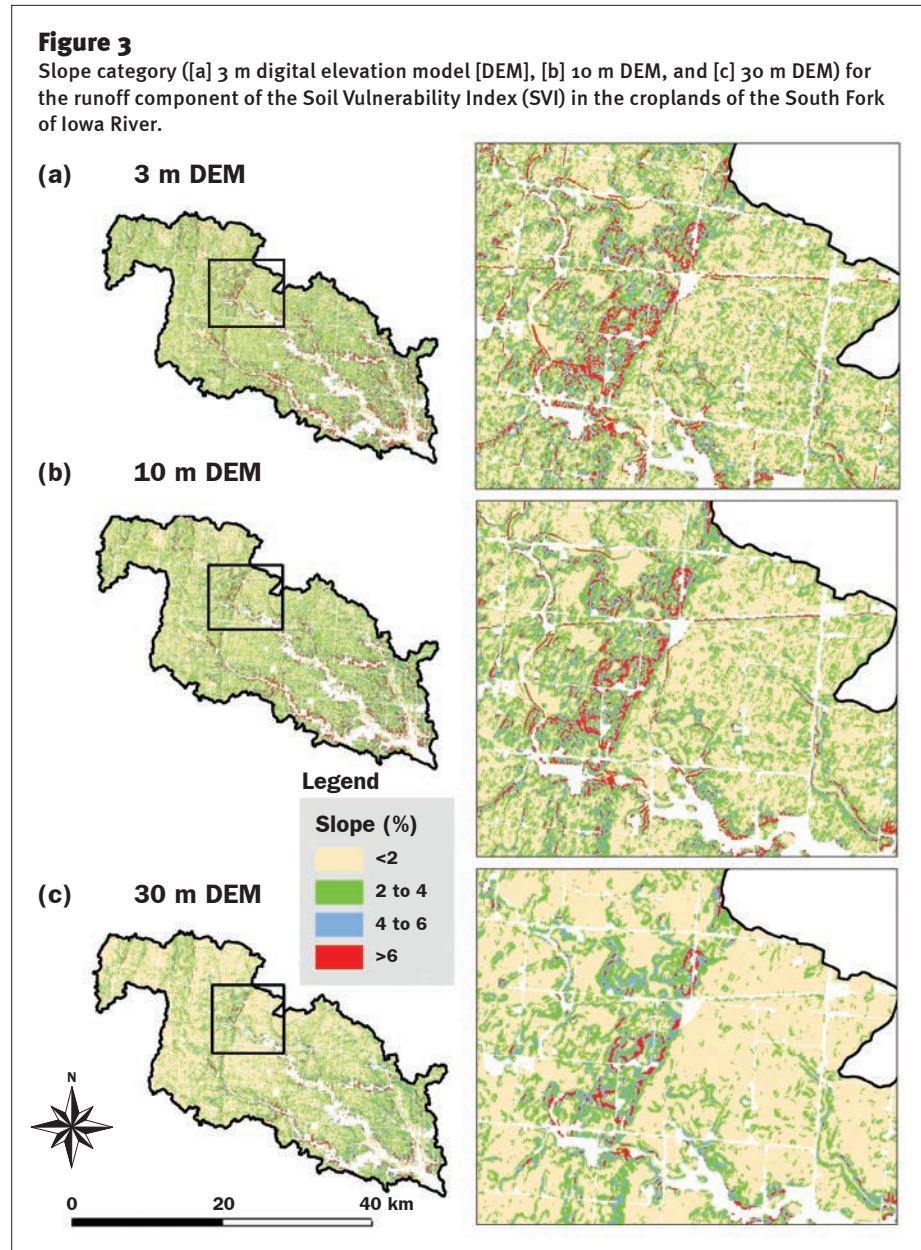 Figure 3
Slope category ([a] 3 m digital elevation model [DEM], [b] 10 m DEM, and [c] 30 m DEM) for
the runoff component of the Soil Vulnerability Index (SVI) in the croplands of the South Fork
of Iowa River.
(a) 3 m DEM
(b) 10 m DEM
Legend
Slope (%)
<2
2 to 4
4 to 6
>6
(c) 30 m DEM
N
0 20 40 km